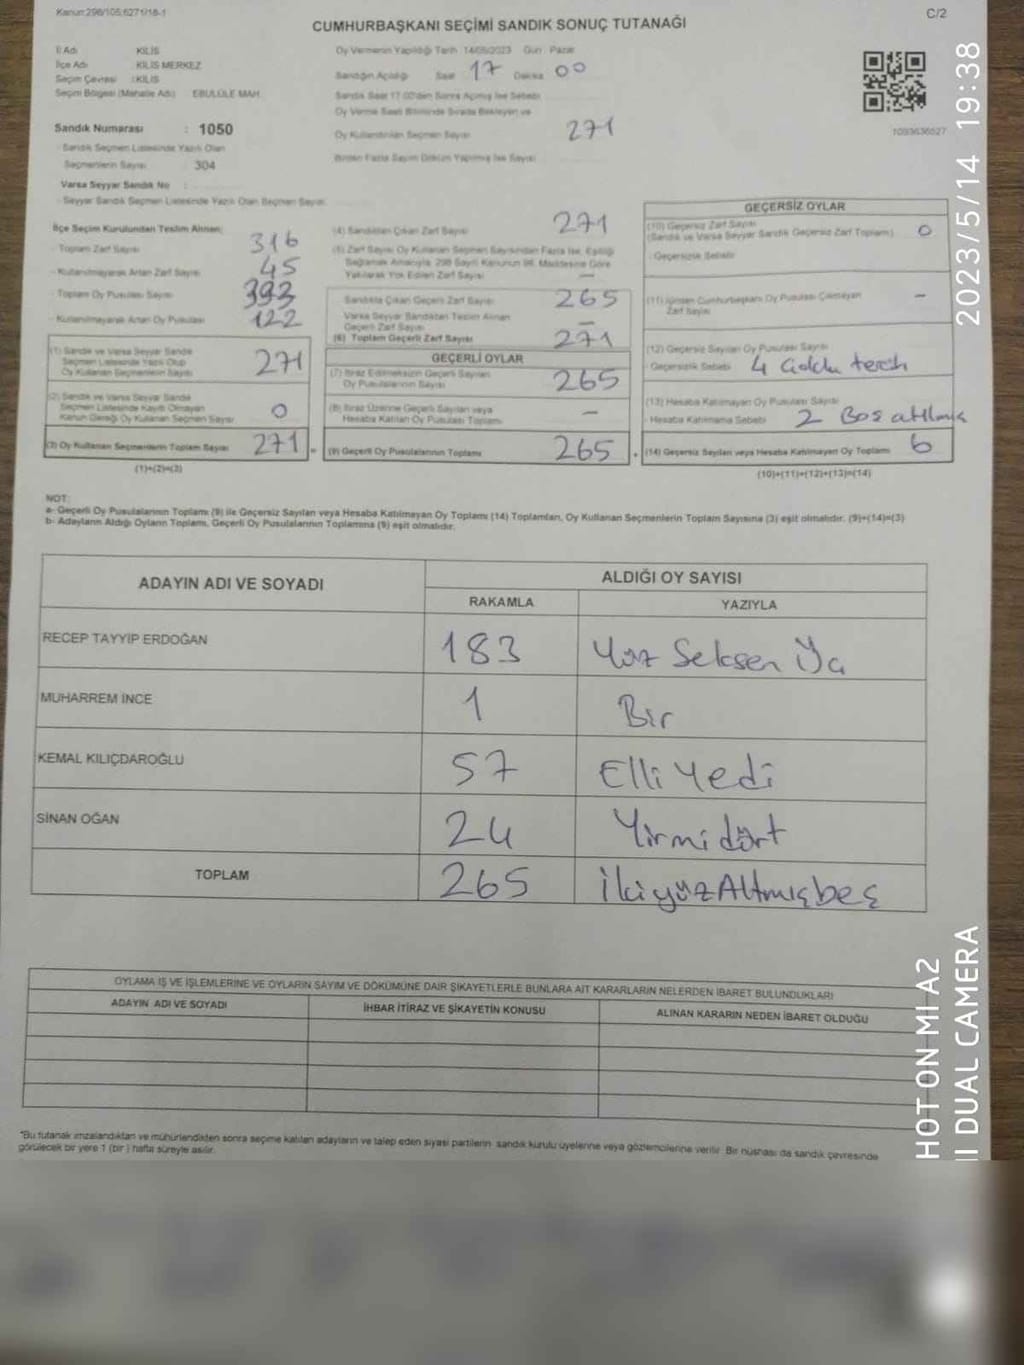 Kanun:298/105;6271/18-1
C/2
CUMHURBAŞKANI SEÇİMİ SANDIK SONUÇ TUTANAĞI
İl Adı KİLİS
İlçe Adı KİLİS MERKEZ
Seçim Çevresi :KİLİS
Seçim Bölgesi (Mahalle Adı) EBULÜLE MAH.
Sandık Numarası : 1050
Sandık Seçmen Listesinde Yazılı Olan
Seçmenlerin Sayısı 304
Varsa Seyyar Sandık No :
Seyyar Sandık Seçmen Listesinde Yazılı Olan Seçmen Sayısı
Oy Vermenin Yapıldığı Tarih 14/05/2023 Gün : Pazar
Sandığın Açıldığı Saat 17 Dakika 00
Sandık Saat 17.00'den Sonra Açılmış İse Sebebi
Oy Verme Saati Bitiminde Sırada Bekleyen ve
Oy Kullandırılan Seçmen Sayısı 271
Birden Fazla Sayım Döküm Yapılmış İse Sayısı
1093636527
İlçe Seçim Kurulundan Teslim Alınan;
Toplam Zarf Sayısı 316
Kullanılmayarak Artan Zarf Sayısı 45
Toplam Oy Pusulası Sayısı 393
Kullanılmayarak Artan Oy Pusulası 122
(1) Sandık ve Varsa Seyyar Sandık
Seçmen Listesinde Yazılı Olup
Oy Kullanan Seçmenlerin Sayısı 271
(2) Sandık ve Varsa Seyyar Sandık
Seçmen Listesinde Kayıtlı Olmayan
Kanun Gereği Oy Kullanan Seçmen Sayısı 0
(3) Oy Kullanan Seçmenlerin Toplam Sayısı 271
(1)+(2)=(3)
(4) Sandıktan Çıkan Zarf Sayısı 271
(5) Zarf Sayısı Oy Kullanan Seçmen Sayısından Fazla İse, Eşitliği
Sağlamak Amacıyla 298 Sayılı Kanunun 98. Maddesine Göre
Yakılarak Yok Edilen Zarf Sayısı —
Sandıkta Çıkan Geçerli Zarf Sayısı 265
Varsa Seyyar Sandıktan Teslim Alınan
Geçerli Zarf Sayısı —
(6) Toplam Geçerli Zarf Sayısı 271
GEÇERLİ OYLAR
(7) İtiraz Edilmeksizin Geçerli Sayılan
Oy Pusulalarının Sayısı 265
(8) İtiraz Üzerine Geçerli Sayılan veya
Hesaba Katılan Oy Pusulası Toplamı —
(9) Geçerli Oy Pusulalarının Toplamı 265
GEÇERSİZ OYLAR
(10) Geçersiz Zarf Sayısı
(Sandık ve Varsa Seyyar Sandık Geçersiz Zarf Toplamı) 0
Geçersizlik Sebebi
(11) İçinden Cumhurbaşkanı Oy Pusulası Çıkmayan
Zarf Sayısı —
(12) Geçersiz Sayılan Oy Pusulası Sayısı
Geçersizlik Sebebi 4 tercih
(13) Hesaba Katılmayan Oy Pusulası Sayısı
Hesaba Katılmama Sebebi 2 Bos atılmış
(14) Geçersiz Sayılan veya Hesaba Katılmayan Oy Toplamı 6
(10)+(11)+(12)+(13)=(14)
NOT:
a- Geçerli Oy Pusulalarının Toplamı (9) ile Geçersiz Sayılan veya Hesaba Katılmayan Oy Toplamı (14) Toplamları, Oy Kullanan Seçmenlerin Toplam Sayısına (3) eşit olmalıdır. (9)+(14)=(3)
b- Adayların Aldığı Oyların Toplamı, Geçerli Oy Pusulalarının Toplamına (9) eşit olmalıdır.
ADAYIN ADI VE SOYADI ALDIĞI OY SAYISI
RAKAMLA YAZIYLA
RECEP TAYYİP ERDOĞAN 183 Yüz Seksen
MUHARREM İNCE 1 Bir
KEMAL KILIÇDAROĞLU 57 Elli Yedi
SİNAN OĞAN 24 Yirmi dört
TOPLAM 265 İkiyüzAltmışbeş
OYLAMA İŞ VE İŞLEMLERİNE VE OYLARIN SAYIM VE DÖKÜMÜNE DAİR ŞİKAYETLERLE BUNLARA AİT KARARLARIN NELERDEN İBARET BULUNDUKLARI
ADAYIN ADI VE SOYADI İHBAR İTİRAZ VE ŞİKAYETİN KONUSU ALINAN KARARIN NEDEN İBARET OLDUĞU
*Bu tutanak imzalandıktan ve mühürlendikten sonra seçime katılan adayların ve talep eden siyasi partilerin sandık kurulu üyelerine veya gözlemcilerine verilir. Bir nüshası da sandık çevresinde
görülecek bir yere 1 (bir ) hafta süreyle asılır.
2023/5/14 19:38
HOT ON MI A2
II DUAL CAMERA